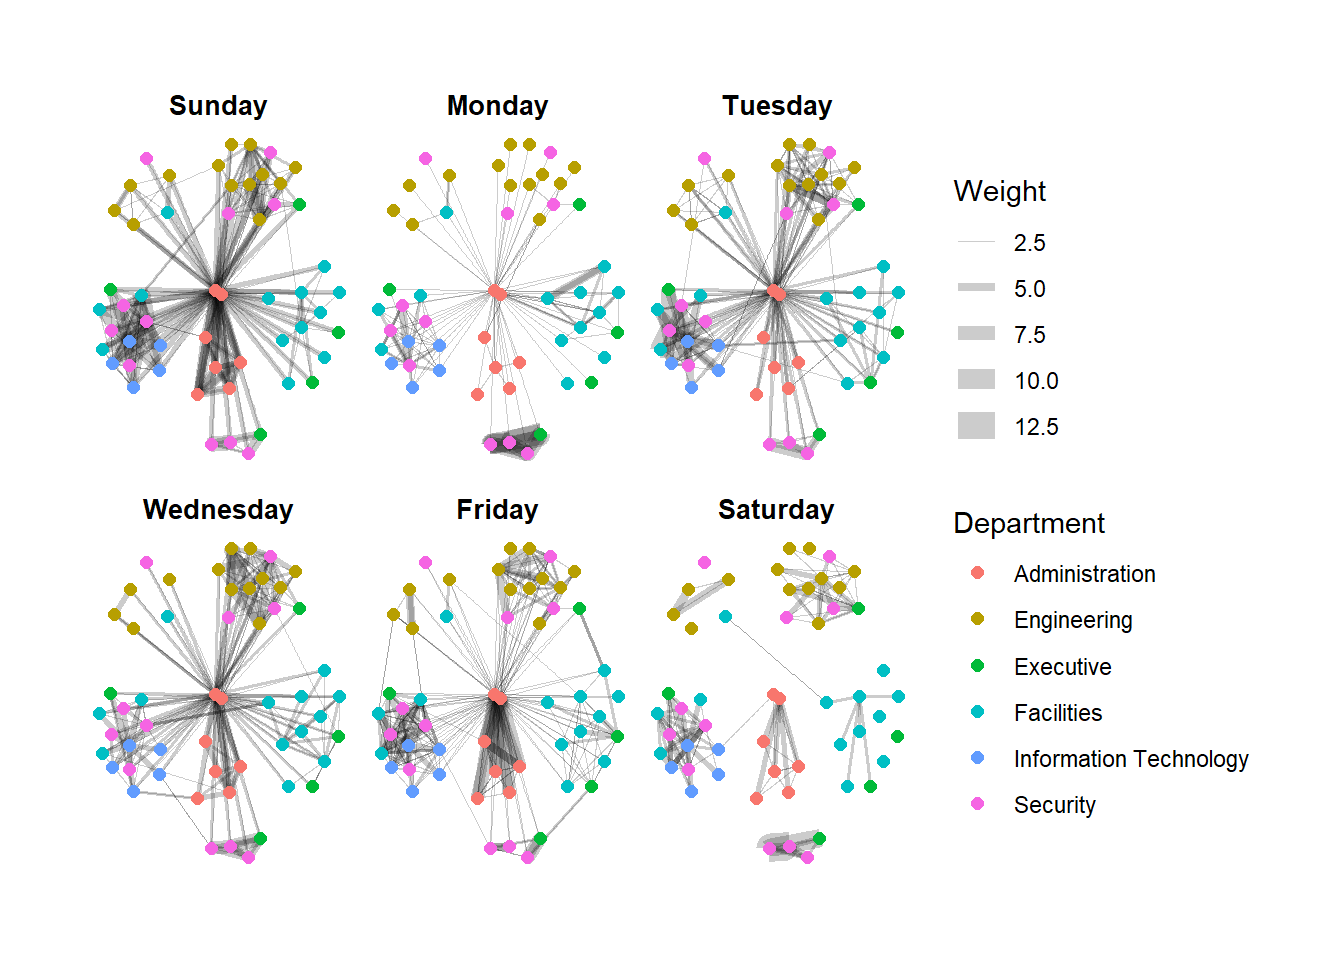 Sunday
Monday
Tuesday
Wednesday
Friday
Saturday
Weight
2.5
5.0
7.5
10.0
12.5
Department
Administration
Engineering
Executive
Facilities
Information Technology
Security